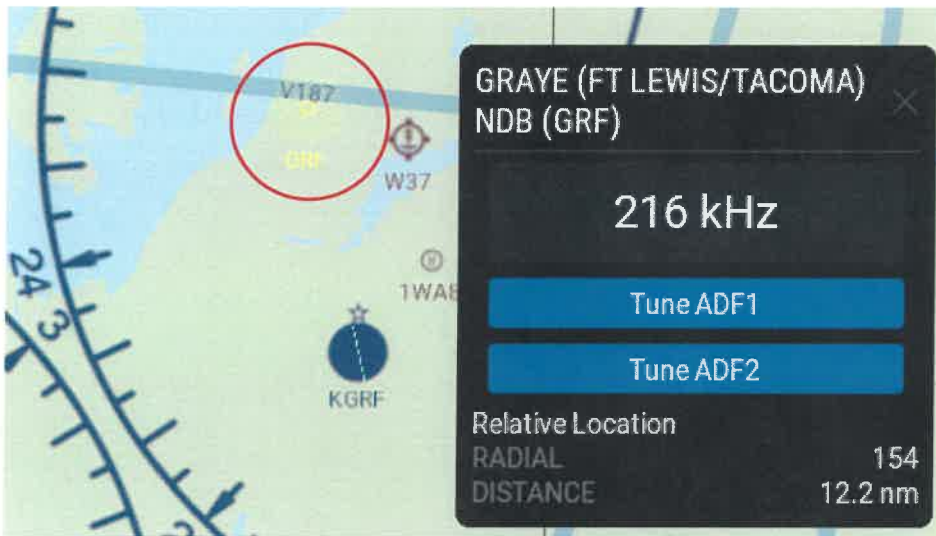 V187
GRF
W37
1WA8
24
3
KGRF
GRAYE (FT LEWIS/TACOMA)
NDB (GRF)
216 kHz
Tune ADF1
Tune ADF2
Relative Location
RADIAL 154
DISTANCE 12.2 nm